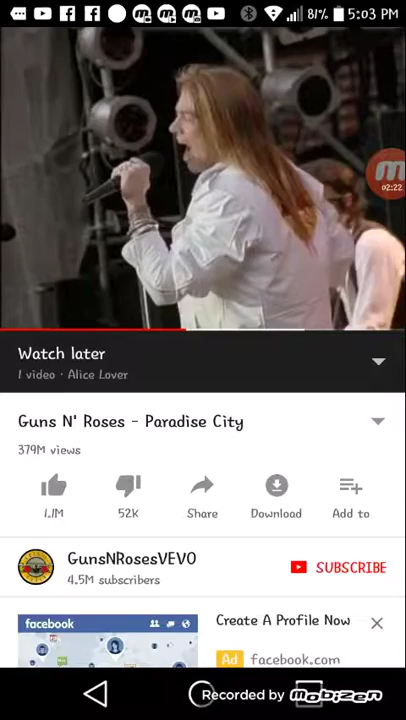 81% 5:03 PM
02:22
Watch later
1 video · Alice Lover
Guns N' Roses - Paradise City
379M views
1.1M 52K Share Download Add to
GunsNRosesVEVO
4.5M subscribers
SUBSCRIBE
facebook
Create A Profile Now
Ad facebook.com
Recorded by mobizen